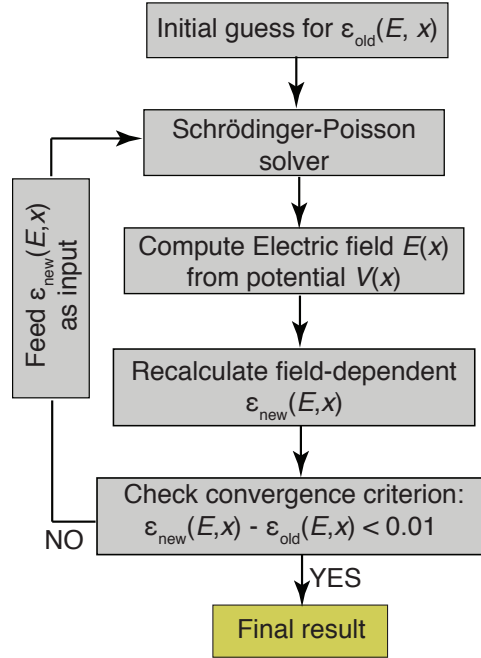 Initial guess for ε_old(E, x)
Schrödinger-Poisson
solver
Compute Electric field E(x)
from potential V(x)
Feed ε_new(E,x)
as input
Recalculate field-dependent
ε_new(E,x)
Check convergence criterion:
ε_new(E,x) - ε_old(E,x) < 0.01
NO
YES
Final result